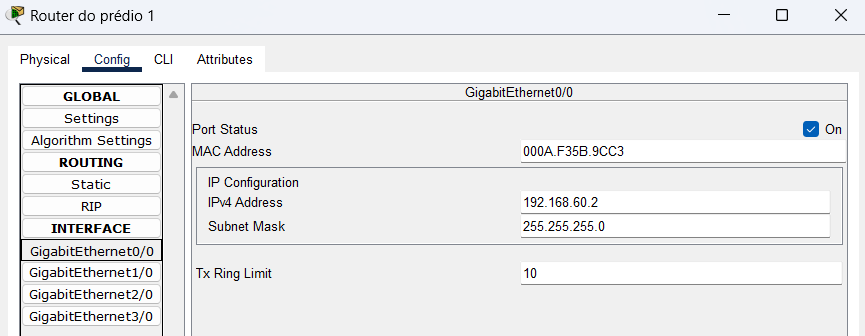 Router do prédio 1
Physical Config CLI Attributes
GLOBAL
Settings
Algorithm Settings
ROUTING
Static
RIP
INTERFACE
GigabitEthernet0/0
GigabitEthernet1/0
GigabitEthernet2/0
GigabitEthernet3/0
GigabitEthernet0/0
Port Status On
MAC Address 000A.F35B.9CC3
IP Configuration
IPv4 Address 192.168.60.2
Subnet Mask 255.255.255.0
Tx Ring Limit 10